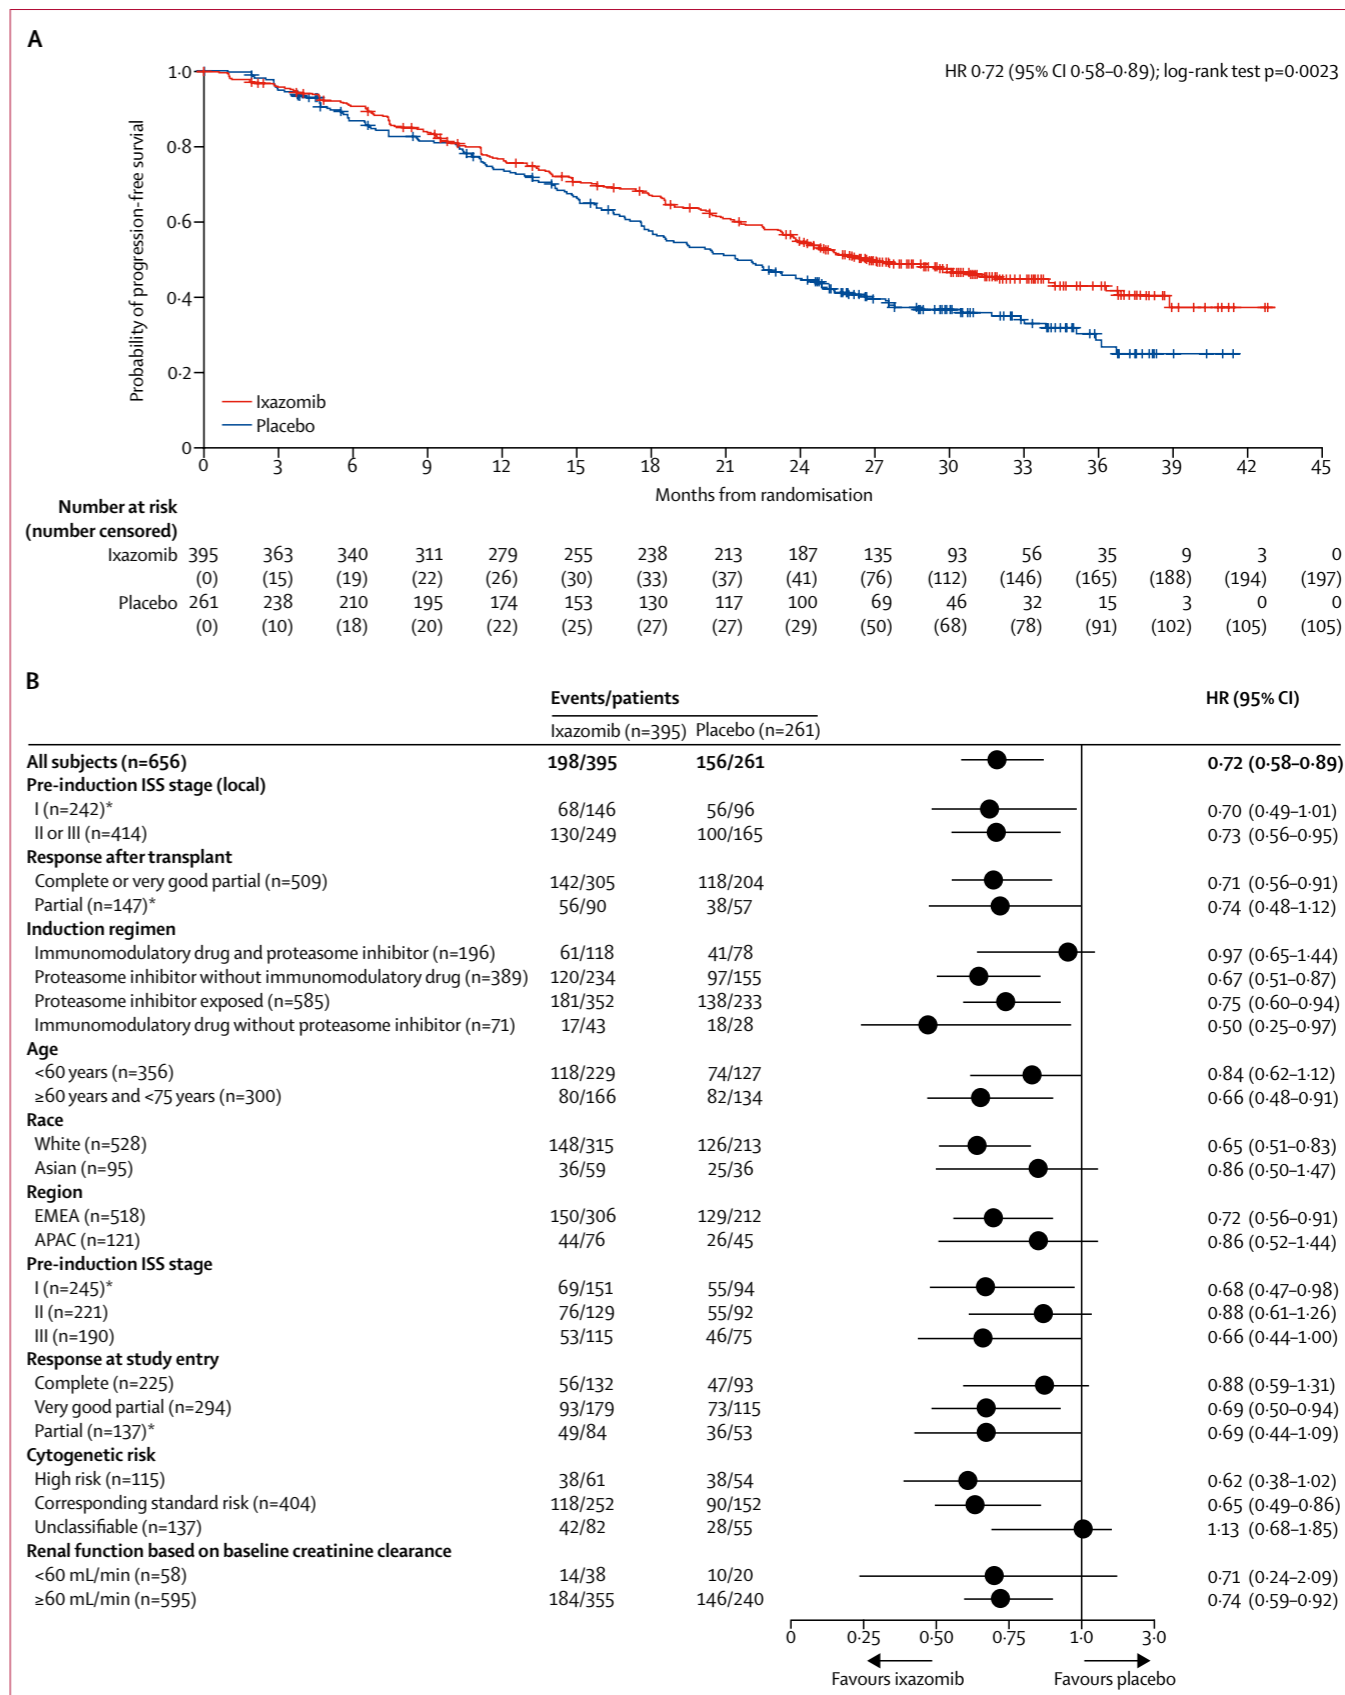 A
HR 0·72 (95% CI 0·58–0·89); log-rank test p=0·0023
Probability of progression-free survial
1·0
0·8
0·6
0·4
0·2
0
Ixazomib
Placebo
0 3 6 9 12 15 18 21 24 27 30 33 36 39 42 45
Months from randomisation
Number at risk
(number censored)
Ixazomib 395 363 340 311 279 255 238 213 187 135 93 56 35 9 3 0
(0) (15) (19) (22) (26) (30) (33) (37) (41) (76) (112) (146) (165) (188) (194) (197)
Placebo 261 238 210 195 174 153 130 117 100 69 46 32 15 3 0 0
(0) (10) (18) (20) (22) (25) (27) (27) (29) (50) (68) (78) (91) (102) (105) (105)
B
Events/patients HR (95% CI)
Ixazomib (n=395) Placebo (n=261)
All subjects (n=656) 198/395 156/261 0·72 (0·58–0·89)
Pre-induction ISS stage (local)
I (n=242)* 68/146 56/96 0·70 (0·49–1·01)
II or III (n=414) 130/249 100/165 0·73 (0·56–0·95)
Response after transplant
Complete or very good partial (n=509) 142/305 118/204 0·71 (0·56–0·91)
Partial (n=147)* 56/90 38/57 0·74 (0·48–1·12)
Induction regimen
Immunomodulatory drug and proteasome inhibitor (n=196) 61/118 41/78 0·97 (0·65–1·44)
Proteasome inhibitor without immunomodulatory drug (n=389) 120/234 97/155 0·67 (0·51–0·87)
Proteasome inhibitor exposed (n=585) 181/352 138/233 0·75 (0·60–0·94)
Immunomodulatory drug without proteasome inhibitor (n=71) 17/43 18/28 0·50 (0·25–0·97)
Age
<60 years (n=356) 118/229 74/127 0·84 (0·62–1·12)
≥60 years and <75 years (n=300) 80/166 82/134 0·66 (0·48–0·91)
Race
White (n=528) 148/315 126/213 0·65 (0·51–0·83)
Asian (n=95) 36/59 25/36 0·86 (0·50–1·47)
Region
EMEA (n=518) 150/306 129/212 0·72 (0·56–0·91)
APAC (n=121) 44/76 26/45 0·86 (0·52–1·44)
Pre-induction ISS stage
I (n=245)* 69/151 55/94 0·68 (0·47–0·98)
II (n=221) 76/129 55/92 0·88 (0·61–1·26)
III (n=190) 53/115 46/75 0·66 (0·44–1·00)
Response at study entry
Complete (n=225) 56/132 47/93 0·88 (0·59–1·31)
Very good partial (n=294) 93/179 73/115 0·69 (0·50–0·94)
Partial (n=137)* 49/84 36/53 0·69 (0·44–1·09)
Cytogenetic risk
High risk (n=115) 38/61 38/54 0·62 (0·38–1·02)
Corresponding standard risk (n=404) 118/252 90/152 0·65 (0·49–0·86)
Unclassifiable (n=137) 42/82 28/55 1·13 (0·68–1·85)
Renal function based on baseline creatinine clearance
<60 mL/min (n=58) 14/38 10/20 0·71 (0·24–2·09)
≥60 mL/min (n=595) 184/355 146/240 0·74 (0·59–0·92)
0 0·25 0·50 0·75 1·0 3·0
Favours ixazomib Favours placebo